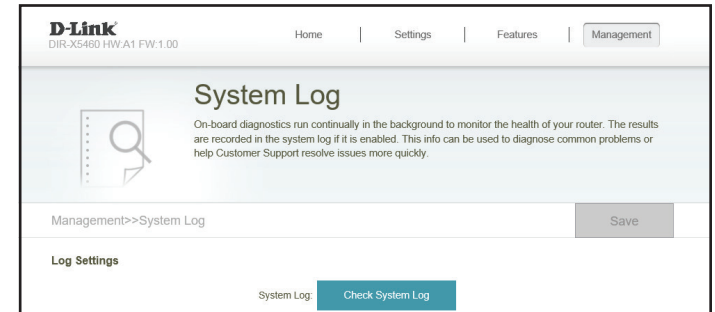 D-Link
DIR-X5460 HW:A1 FW:1.00
Home | Settings | Features | Management
System Log
On-board diagnostics run continually in the background to monitor the health of your router. The results
are recorded in the system log if it is enabled. This info can be used to diagnose common problems or
help Customer Support resolve issues more quickly.
Management>>System Log
Save
Log Settings
System Log: Check System Log